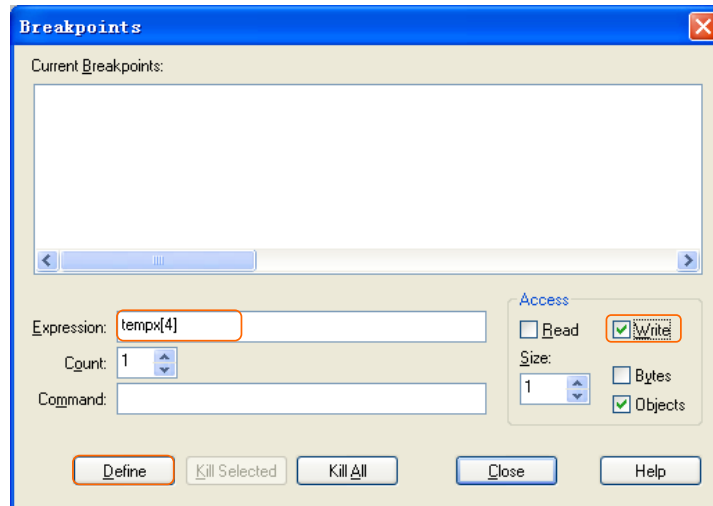 Breakpoints
Current Breakpoints:
Expression: tempx[4]
Count: 1
Command:
Access
Read Write
Size:
1
Bytes
Objects
Define Kill Selected Kill All Close Help